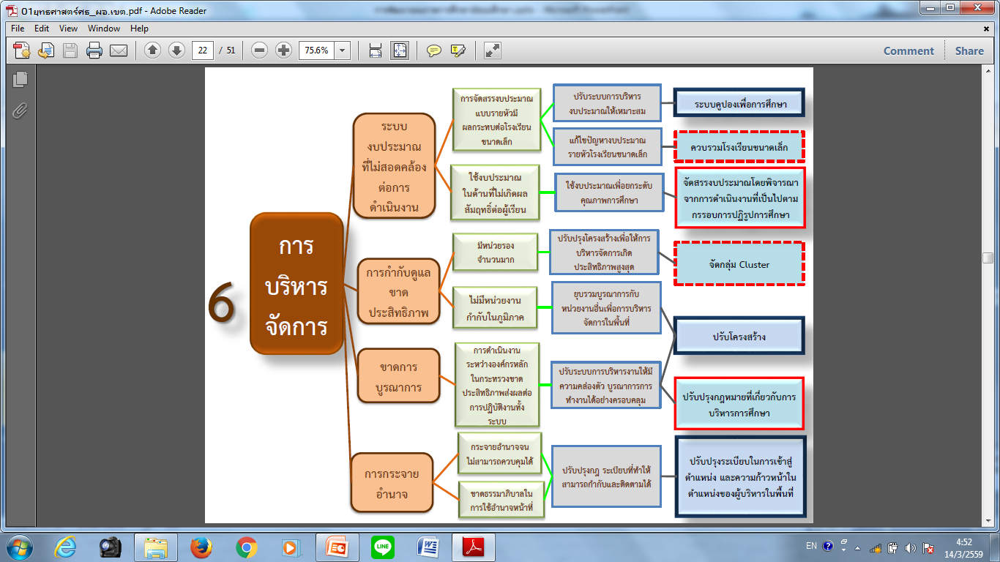 01ยุทธศาสตร์ศธ_ผอ.เขต.pdf - Adobe Reader
File Edit View Window Help
22 / 51 75.6% Comment Share
6
การ
บริหาร
จัดการ
ระบบ
งบประมาณ
ที่ไม่สอดคล้อง
ต่อการ
ดำเนินงาน
การจัดสรรงบประมาณ
แบบรายหัวมี
ผลกระทบต่อโรงเรียน
ขนาดเล็ก
ปรับระบบการบริหาร
งบประมาณให้เหมาะสม
ระบบคูปองเพื่อการศึกษา
แก้ไขปัญหางบประมาณ
รายหัวโรงเรียนขนาดเล็ก
ควบรวมโรงเรียนขนาดเล็ก
ใช้งบประมาณ
ในด้านที่ไม่เกิดผล
สัมฤทธิ์ต่อผู้เรียน
ใช้งบประมาณเพื่อยกระดับ
คุณภาพการศึกษา
จัดสรรงบประมาณโดยพิจารณา
จากการดำเนินงานที่เป็นไปตาม
กรรอบการปฏิรูปการศึกษา
การกำกับดูแล
ขาด
ประสิทธิภาพ
มีหน่วยรอง
จำนวนมาก
ปรับปรุงโครงสร้างเพื่อให้การ
บริหารจัดการเกิด
ประสิทธิภาพสูงสุด
จัดกลุ่ม Cluster
ไม่มีหน่วยงาน
กำกับในภูมิภาค
ยุบรวมบูรณาการกับ
หน่วยงานอื่นเพื่อการบริหาร
จัดการในพื้นที่
ปรับโครงสร้าง
ขาดการ
บูรณาการ
การดำเนินงาน
ระหว่างองค์กรหลัก
ในกระทรวงขาด
ประสิทธิภาพส่งผลต่อ
การปฏิบัติงานทั้ง
ระบบ
ปรับระบบการบริหารงานให้มี
ความคล่องตัว บูรณาการการ
ทำงานได้อย่างครอบคลุม
ปรับปรุงกฎหมายที่เกี่ยวกับการ
บริหารการศึกษา
การกระจาย
อำนาจ
กระจายอำนาจจน
ไม่สามารถควบคุมได้
ขาดธรรมาภิบาลใน
การใช้อำนาจหน้าที่
ปรับปรุงกฎ ระเบียบที่ทำให้
สามารถกำกับและติดตามได้
ปรับปรุงระเบียบในการเข้าสู่
ตำแหน่ง และความก้าวหน้าใน
ตำแหน่งของผู้บริหารในพื้นที่
LINE
EN
4:52
14/3/2559